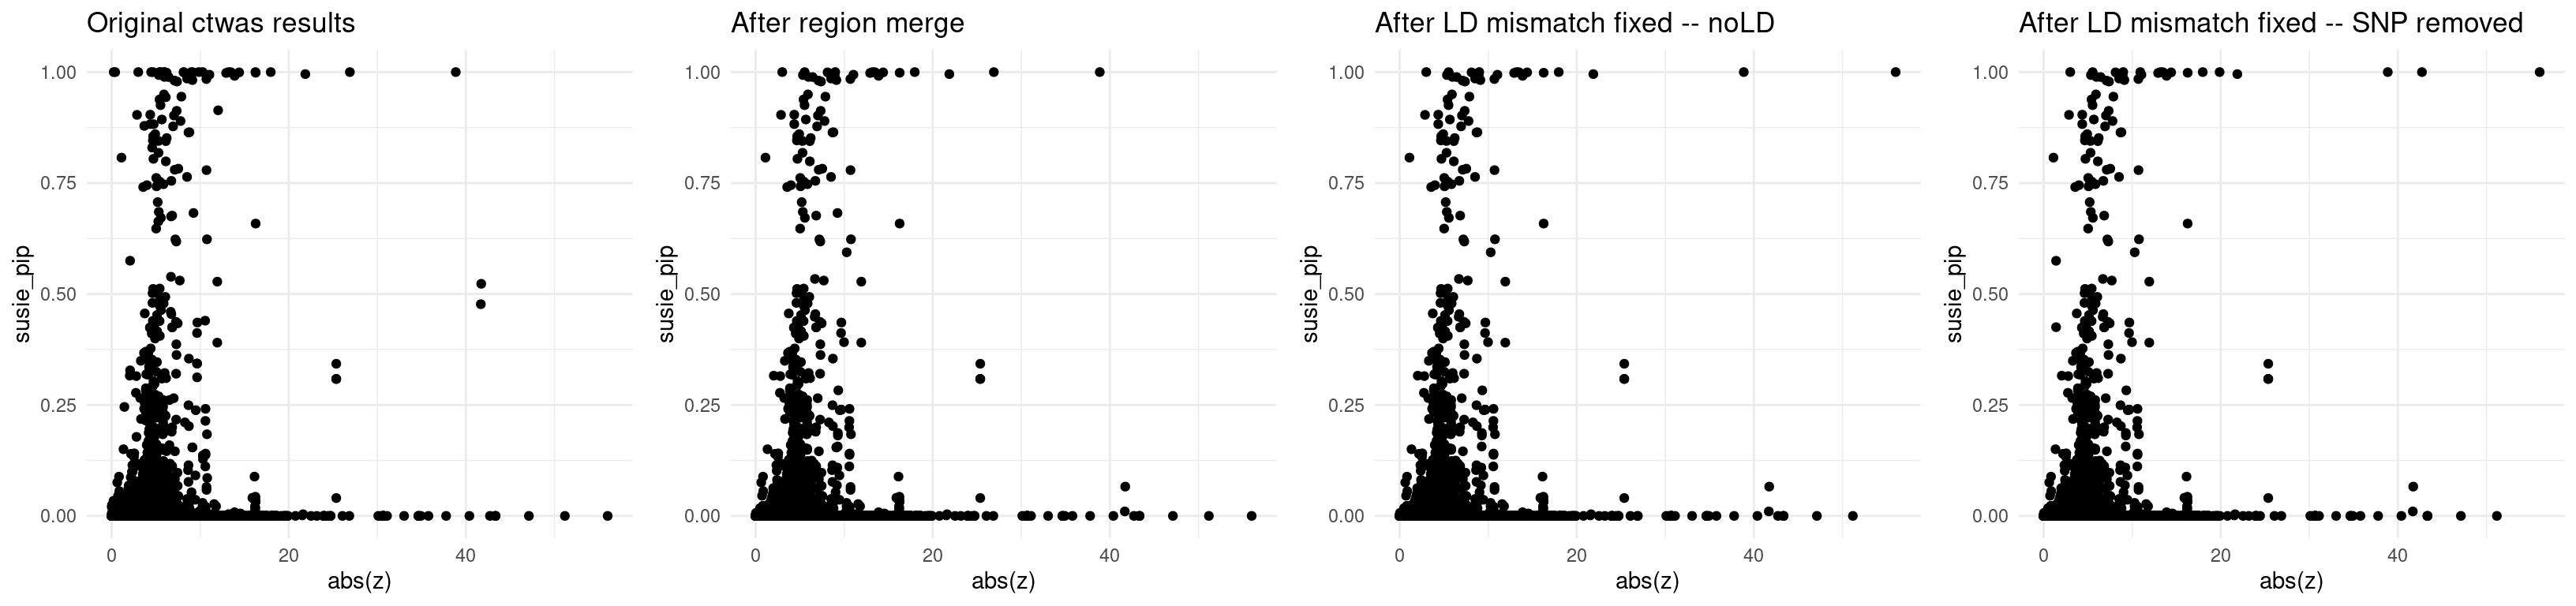 Original ctwas results
1.00
0.75
0.50
0.25
0.00
susie_pip
0
20
40
abs(z)
After region merge
1.00
0.75
0.50
0.25
0.00
susie_pip
0
20
40
abs(z)
After LD mismatch fixed -- noLD
1.00
0.75
0.50
0.25
0.00
susie_pip
0
20
40
abs(z)
After LD mismatch fixed -- SNP removed
1.00
0.75
0.50
0.25
0.00
susie_pip
0
20
40
abs(z)